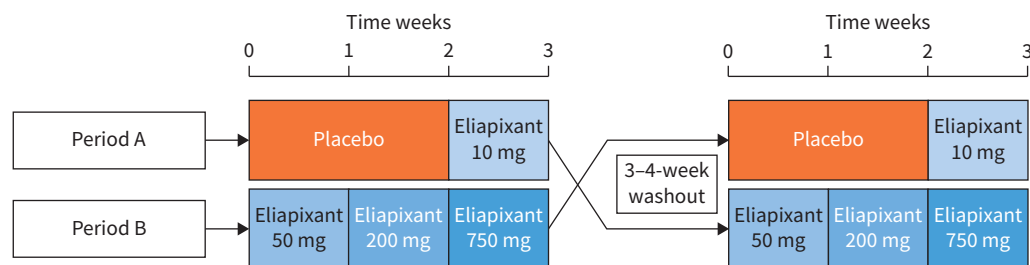 Time weeks
0 1 2 3
Time weeks
0 1 2 3
Period A
Placebo
Eliapixant
10 mg
Placebo
Eliapixant
10 mg
3–4-week
washout
Period B
Eliapixant
50 mg
Eliapixant
200 mg
Eliapixant
750 mg
Eliapixant
50 mg
Eliapixant
200 mg
Eliapixant
750 mg